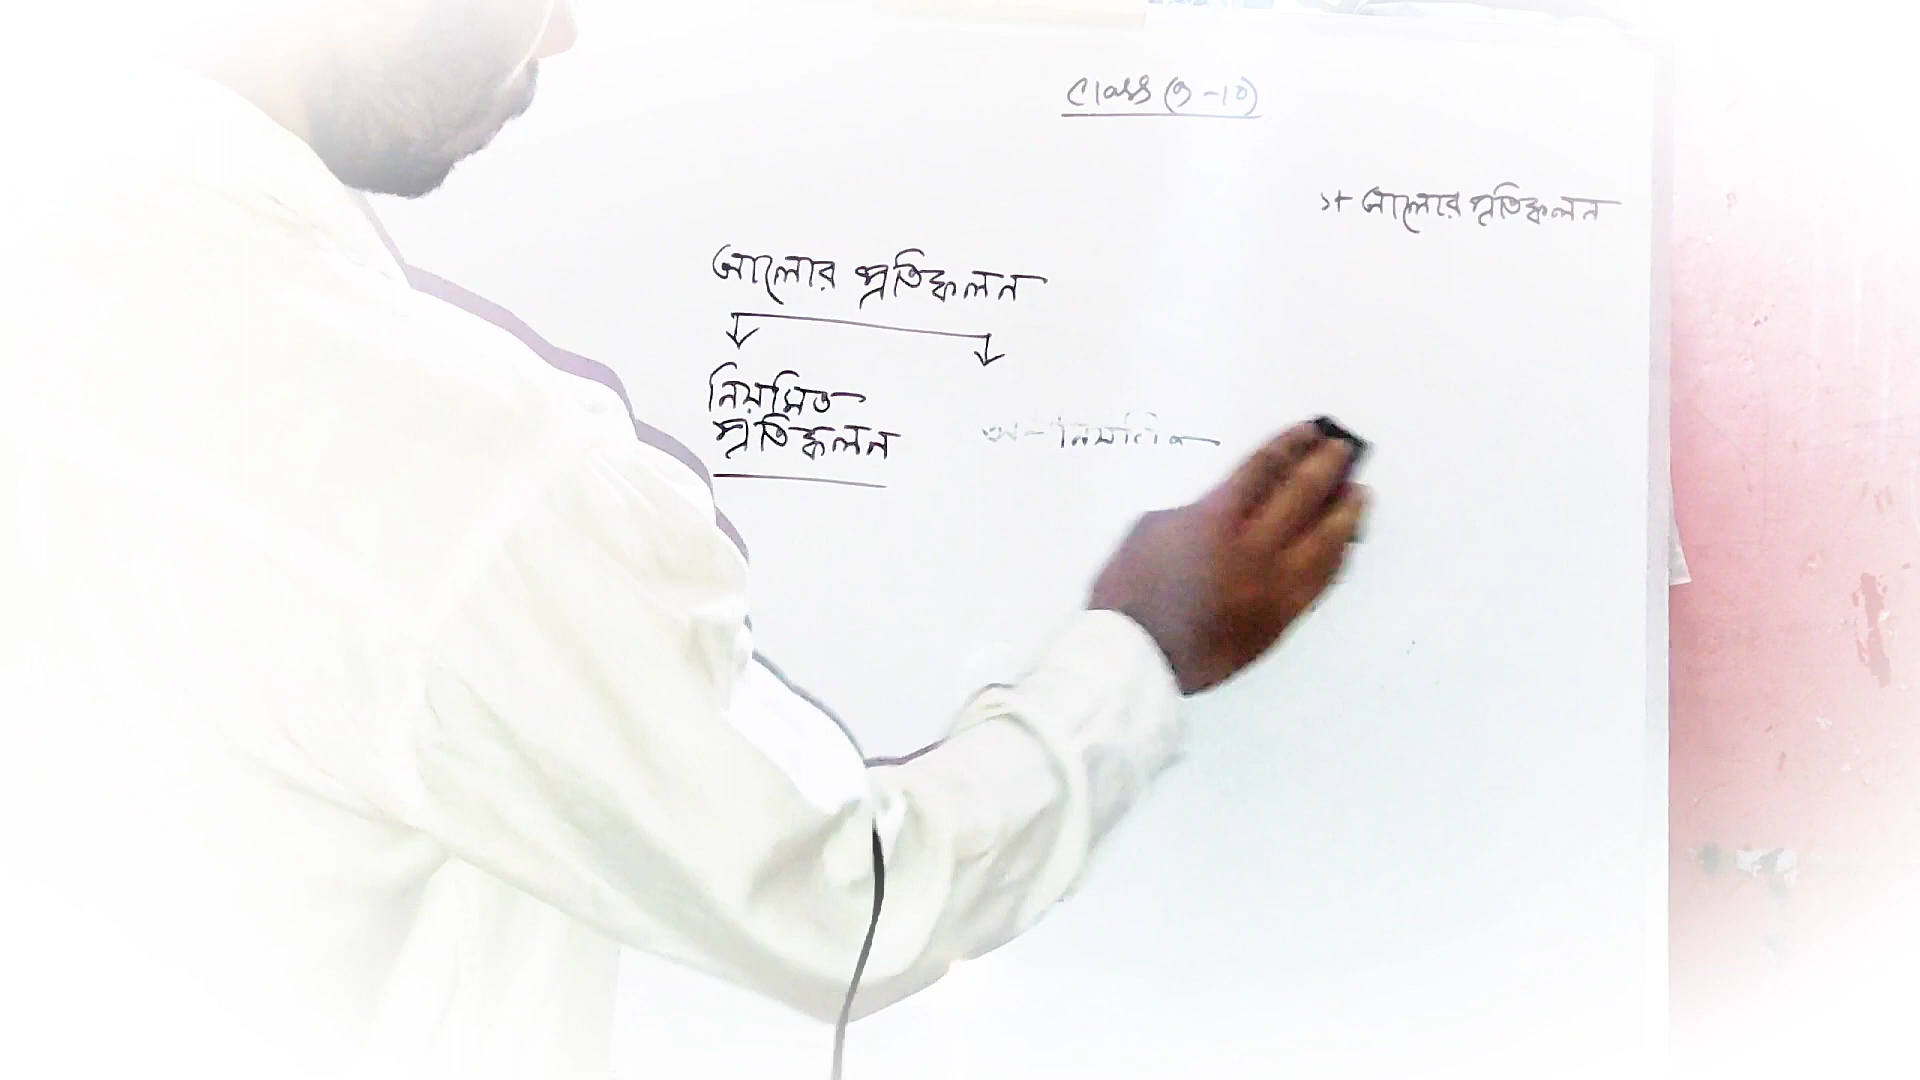 Class (9-10)
১। আলোর প্রতিফলন
আলোর প্রতিফলন
নিয়মিত
প্রতিফলন